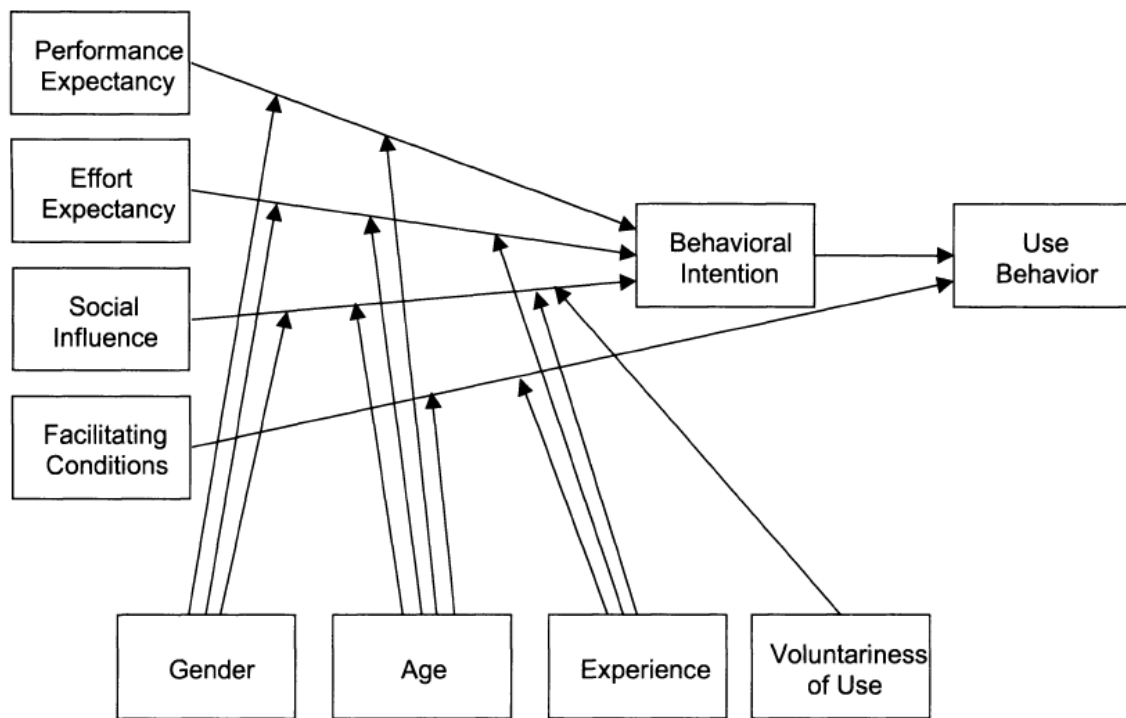 Performance
Expectancy
Effort
Expectancy
Social
Influence
Facilitating
Conditions
Behavioral
Intention
Use
Behavior
Gender
Age
Experience
Voluntariness
of Use